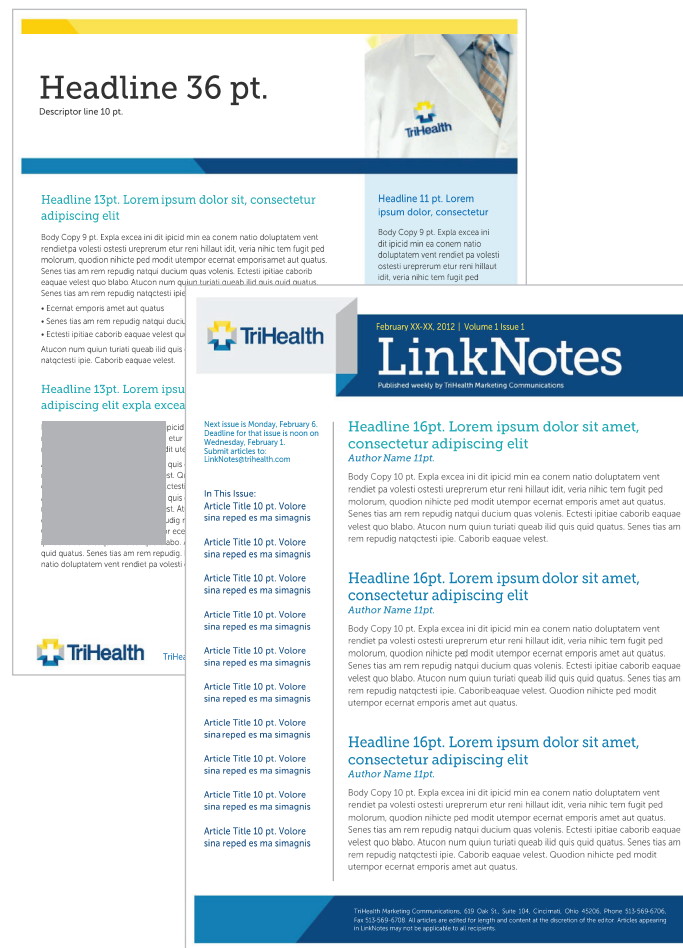 Headline 36 pt.
Descriptor line 10 pt.
TriHealth
Headline 13pt. Lorem ipsum dolor sit, consectetur
adipiscing elit
Body Copy 9 pt. Expla excea ini dit ipicid min ea conem natio doluptatem vent
rendietpa volesti ostesti ureprerum etur reni hillaut idit, veria nihic tem fugit ped
molorum, quodion nihicte ped modit utempor ecernat emporisamet aut quatus.
Senes tias am rem repudig natqui ducium quas volenis. Ectesti ipitiae caborib
eaquae velest quo blabo. Atucon num quiun turiati queab ilid quis quid quatus.
Senes tias am rem repudig natqctesti ipie
• Ecernat emporis amet aut quatus
• Senes tias am rem repudig natqui duciu
• Ectesti ipitiae caborib eaquae velest qu
Atucon num quiun turiati queab ilid quis
natqctesti ipie. Caborib eaquae velest.
Headline 13pt. Lorem ipsu
adipiscing elit expla excea
quid quatus. Senes tias am rem repudig.
natio doluptatem vent rendiet pa volesti
TriHealth
TriHea
Headline 11 pt. Lorem
ipsum dolor, consectetur
Body Copy 9 pt. Expla excea ini
dit ipicid min ea conem natio
doluptatem vent rendiet pa volesti
ostesti ureprerum etur reni hillaut
idit, veria nihic tem fugit ped
TriHealth
February XX-XX, 2012 | Volume 1 Issue 1
LinkNotes
Published weekly by TriHealth Marketing Communications
Next issue is Monday, February 6.
Deadline for that issue is noon on
Wednesday, February 1.
Submit articles to:
LinkNotes@trihealth.com
In This Issue:
Article Title 10 pt. Volore
sina reped es ma simagnis
Article Title 10 pt. Volore
sina reped es ma simagnis
Article Title 10 pt. Volore
sina reped es ma simagnis
Article Title 10 pt. Volore
sina reped es ma simagnis
Article Title 10 pt. Volore
sina reped es ma simagnis
Article Title 10 pt. Volore
sina reped es ma simagnis
Article Title 10 pt. Volore
sina reped es ma simagnis
Article Title 10 pt. Volore
sina reped es ma simagnis
Article Title 10 pt. Volore
sina reped es ma simagnis
Article Title 10 pt. Volore
sina reped es ma simagnis
Headline 16pt. Lorem ipsum dolor sit amet,
consectetur adipiscing elit
Author Name 11pt.
Body Copy 10 pt. Expla excea ini dit ipicid min ea conem natio doluptatem vent
rendiet pa volesti ostesti ureprerum etur reni hillaut idit, veria nihic tem fugit ped
molorum, quodion nihicte ped modit utempor ecernat emporis amet aut quatus.
Senes tias am rem repudig natqui ducium quas volenis. Ectesti ipitiae caborib eaquae
velest quo blabo. Atucon num quiun turiati queab ilid quis quid quatus. Senes tias am
rem repudig natqctesti ipie. Caborib eaquae velest.
Headline 16pt. Lorem ipsum dolor sit amet,
consectetur adipiscing elit
Author Name 11pt.
Body Copy 10 pt. Expla excea ini dit ipicid min ea conem natio doluptatem vent
rendiet pa volesti ostesti ureprerum etur reni hillaut idit, veria nihic tem fugit ped
molorum, quodion nihicte ped modit utempor ecernat emporis amet aut quatus.
Senes tias am rem repudig natqui ducium quas volenis. Ectesti ipitiae caborib eaquae
velest quo blabo. Atucon num quiun turiati queab ilid quis quid quatus. Senes tias am
rem repudig natqctesti ipie. Caboribeaquae velest. Quodion nihicte ped modit
utempor ecernat emporis amet aut quatus.
Headline 16pt. Lorem ipsum dolor sit amet,
consectetur adipiscing elit
Author Name 11pt.
Body Copy 10 pt. Expla excea ini dit ipicid min ea conem natio doluptatem vent
rendiet pa volesti ostesti ureprerum etur reni hillaut idit, veria nihic tem fugit ped
molorum, quodion nihicte ped modit utempor ecernat emporis amet aut quatus.
Senes tias am rem repudig natqui ducium quas volenis. Ectesti ipitiae caborib eaquae
velest quo blabo. Atucon num quiun turiati queab ilid quis quid quatus. Senes tias am
rem repudig natqctesti ipie. Caborib eaquae velest. Quodion nihicte ped modit
utempor ecernat emporis amet aut quatus.
TriHealth Marketing Communications, 619 Oak St., Suite 104, Cincinnati, Ohio 45206, Phone 513-569-6706,
Fax 513-569-6708. All articles are edited for length and content at the discretion of the editor. Articles appearing
in LinkNotes may not be applicable to all recipients.